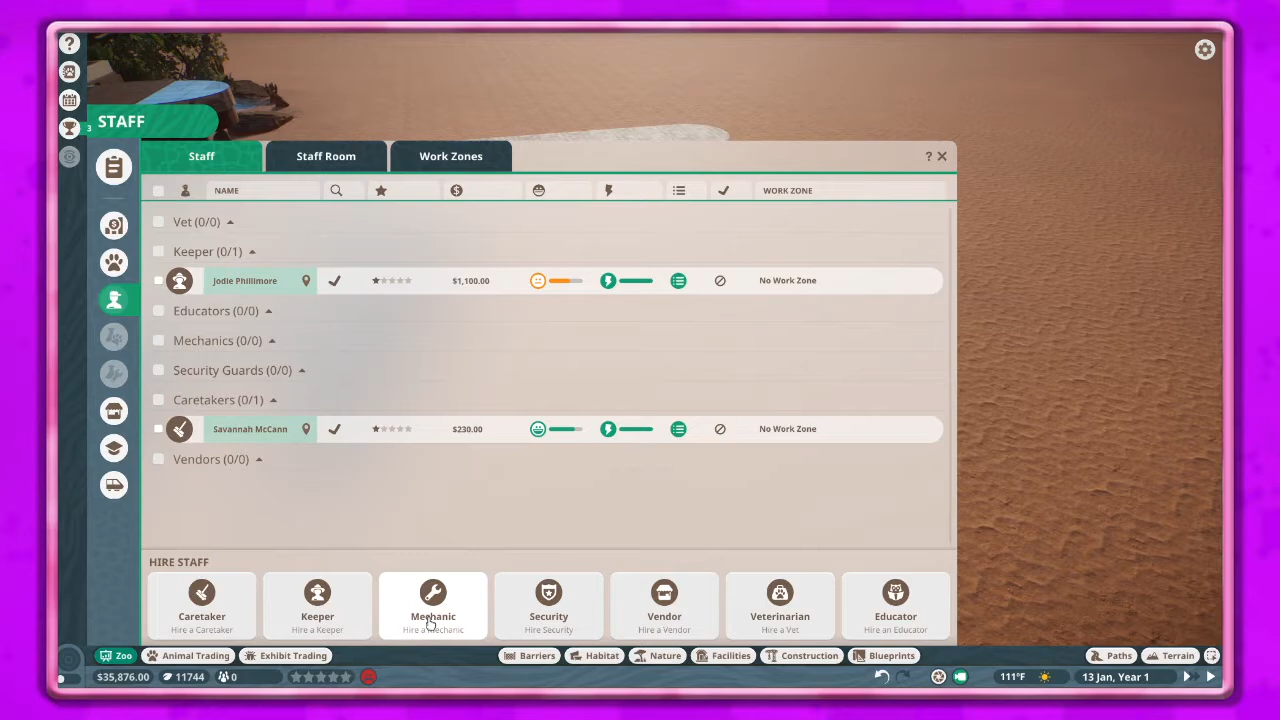 ?
3
STAFF
Staff
Staff Room
Work Zones
?
NAME
WORK ZONE
Vet (0/0)
Keeper (0/1)
Jodie Phillimore
$1,100.00
No Work Zone
Educators (0/0)
Mechanics (0/0)
Security Guards (0/0)
Caretakers (0/1)
Savannah McCann
$230.00
No Work Zone
Vendors (0/0)
HIRE STAFF
Caretaker Keeper Mechanic Security Vendor Veterinarian Educator
Hire a Caretaker Hire a Keeper Hire a Mechanic Hire Security Hire a Vendor Hire a Vet Hire an Educator
Zoo Animal Trading Exhibit Trading Barriers Habitat Nature Facilities Construction Blueprints Paths Terrain
$35,876.00 11744 0 111°F 13 Jan, Year 1